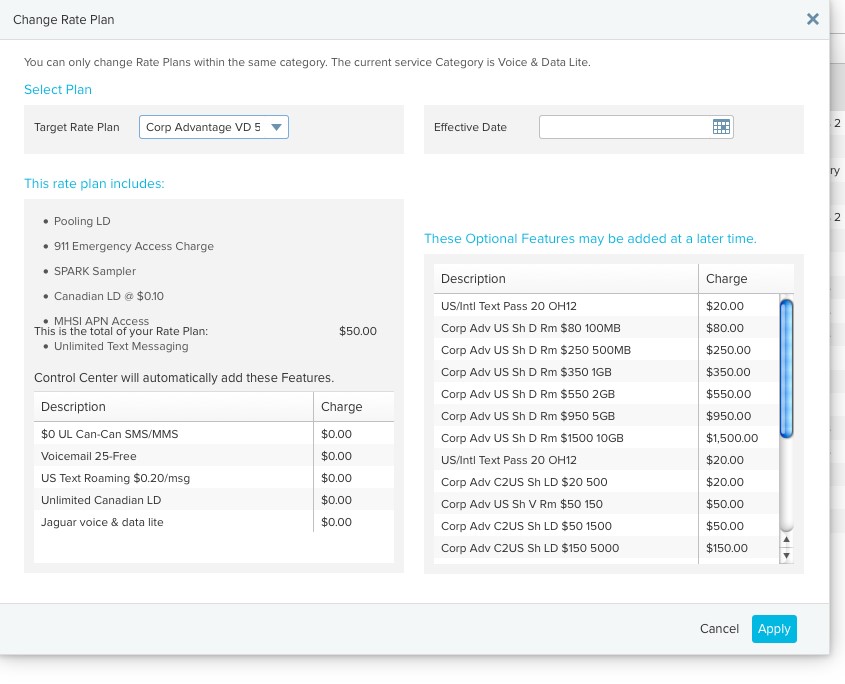 Change Rate Plan
You can only change Rate Plans within the same category. The current service Category is Voice & Data Lite.
Select Plan
Target Rate Plan
Corp Advantage VD 5
Effective Date
This rate plan includes:
• Pooling LD
• 911 Emergency Access Charge
• SPARK Sampler
• Canadian LD @ $0.10
• MHSI APN Access
This is the total of your Rate Plan: $50.00
• Unlimited Text Messaging
Control Center will automatically add these Features.
Description Charge
$0 UL Can-Can SMS/MMS $0.00
Voicemail 25-Free $0.00
US Text Roaming $0.20/msg $0.00
Unlimited Canadian LD $0.00
Jaguar voice & data lite $0.00
These Optional Features may be added at a later time.
Description Charge
US/Intl Text Pass 20 OH12 $20.00
Corp Adv US Sh D Rm $80 100MB $80.00
Corp Adv US Sh D Rm $250 500MB $250.00
Corp Adv US Sh D Rm $350 1GB $350.00
Corp Adv US Sh D Rm $550 2GB $550.00
Corp Adv US Sh D Rm $950 5GB $950.00
Corp Adv US Sh D Rm $1500 10GB $1,500.00
US/Intl Text Pass 20 OH12 $20.00
Corp Adv C2US Sh LD $20 500 $20.00
Corp Adv US Sh V Rm $50 150 $50.00
Corp Adv C2US Sh LD $50 1500 $50.00
Corp Adv C2US Sh LD $150 5000 $150.00
Cancel
Apply
2
ry
2